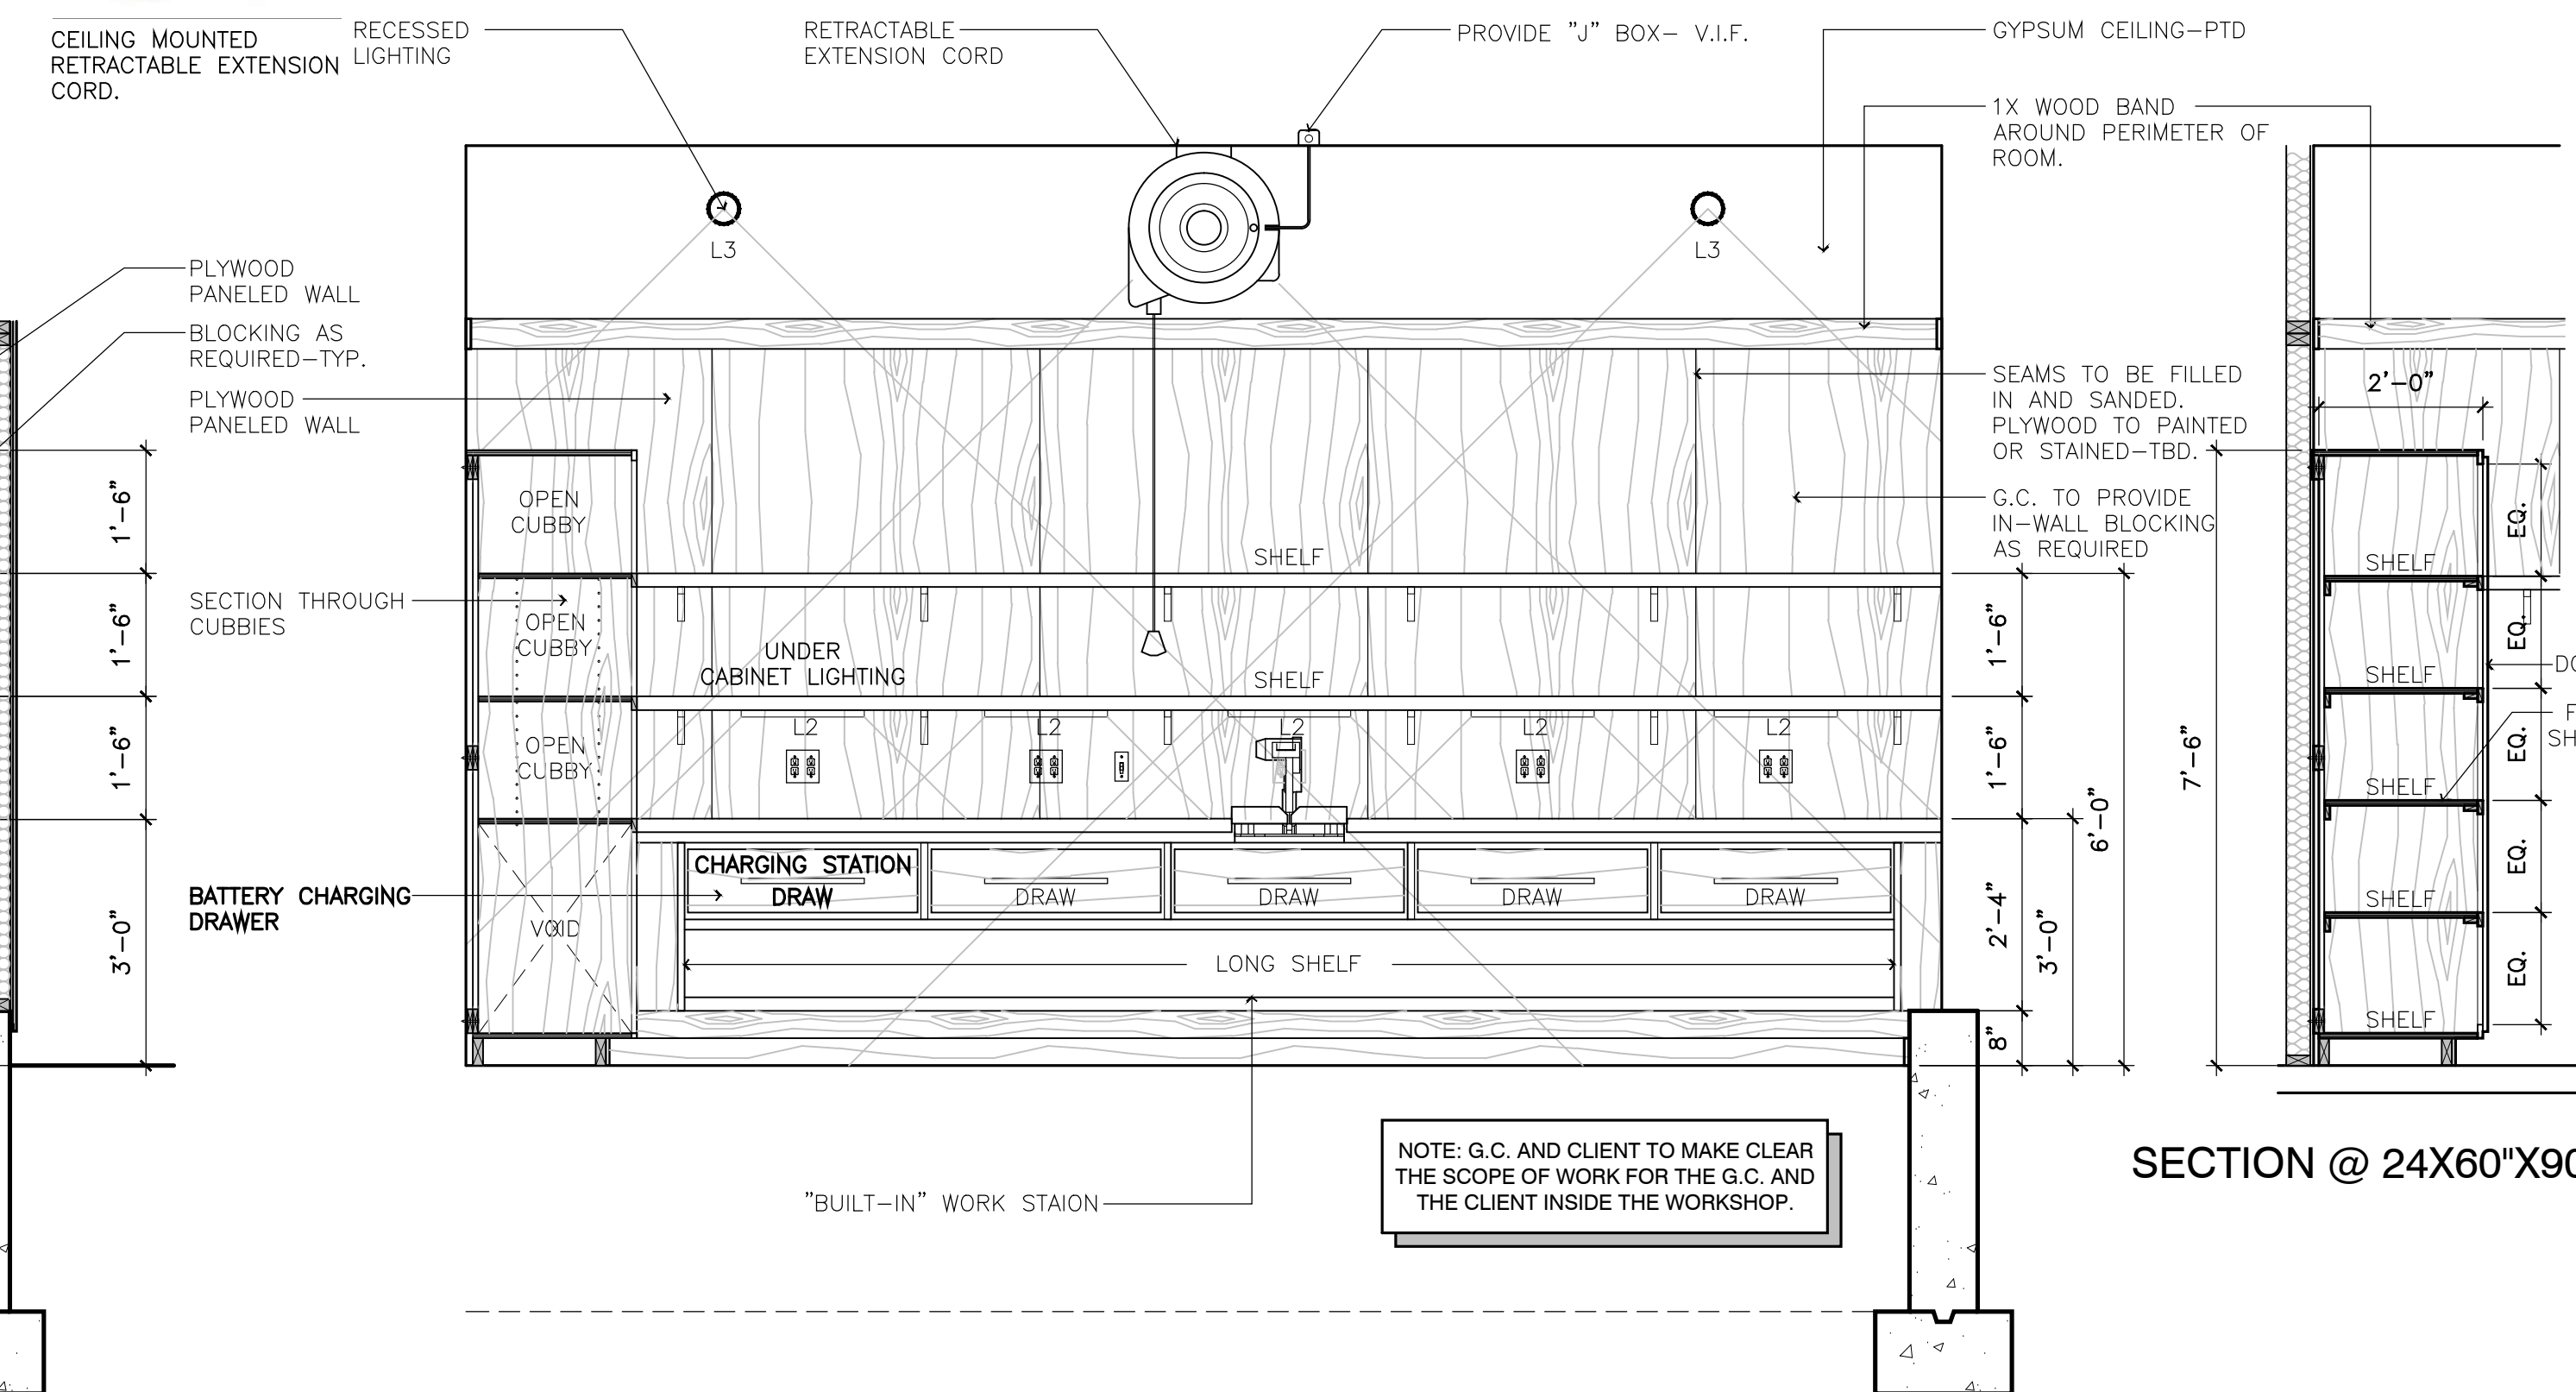 CEILING MOUNTED
RETRACTABLE EXTENSION
CORD.
RECESSED
LIGHTING
RETRACTABLE
EXTENSION CORD
PROVIDE "J" BOX- V.I.F.
GYPSUM CEILING-PTD
1X WOOD BAND
AROUND PERIMETER OF
ROOM.
L3
L3
PLYWOOD
PANELED WALL
BLOCKING AS
REQUIRED-TYP.
PLYWOOD
PANELED WALL
SEAMS TO BE FILLED
IN AND SANDED.
PLYWOOD TO PAINTED
OR STAINED-TBD.
G.C. TO PROVIDE
IN-WALL BLOCKING
AS REQUIRED
2'-0"
1'-6"
1'-6"
1'-6"
3'-0"
SECTION THROUGH
CUBBIES
BATTERY CHARGING
DRAWER
OPEN
CUBBY
OPEN
CUBBY
OPEN
CUBBY
VOID
SHELF
UNDER
CABINET LIGHTING
SHELF
L2
L2
L2
L2
L2
CHARGING STATION
DRAW
DRAW
DRAW
DRAW
DRAW
LONG SHELF
1'-6"
1'-6"
2'-4"
8"
3'-0"
6'-0"
7'-6"
SHELF
SHELF
SHELF
SHELF
SHELF
EQ.
EQ.
EQ.
EQ.
EQ.
"BUILT-IN" WORK STAION
NOTE: G.C. AND CLIENT TO MAKE CLEAR
THE SCOPE OF WORK FOR THE G.C. AND
THE CLIENT INSIDE THE WORKSHOP.
SECTION @ 24X60"X90